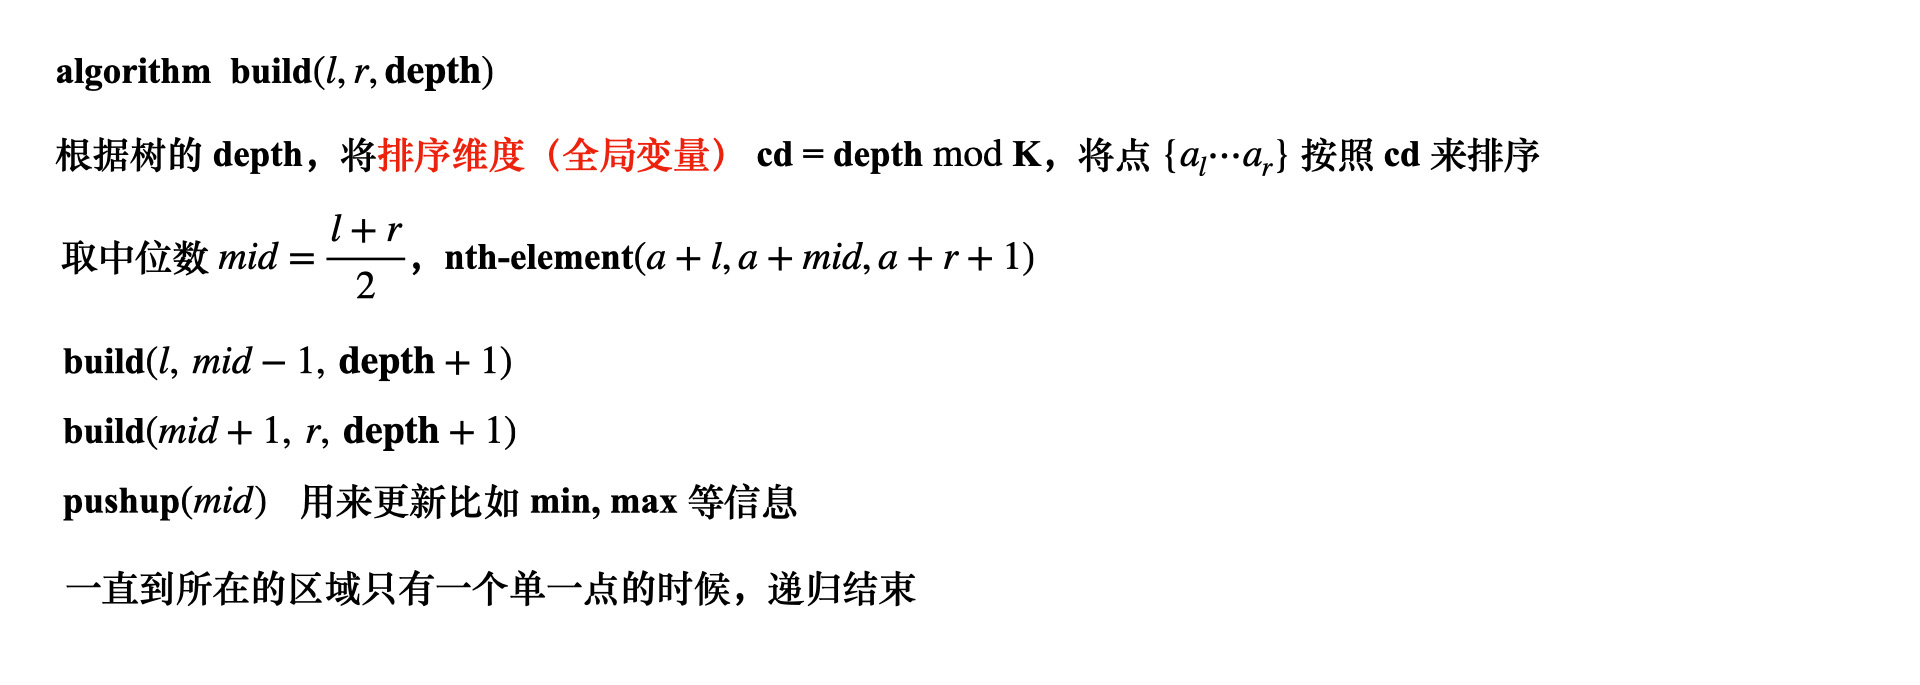 algorithm build(l, r, depth)
根据树的 depth，将排序维度（全局变量） cd = depth mod K，将点 {a_l⋯a_r} 按照 cd 来排序
取中位数 mid = (l + r)/2，nth-element(a + l, a + mid, a + r + 1)
build(l, mid − 1, depth + 1)
build(mid + 1, r, depth + 1)
pushup(mid) 用来更新比如 min, max 等信息
一直到所在的区域只有一个单一点的时候，递归结束